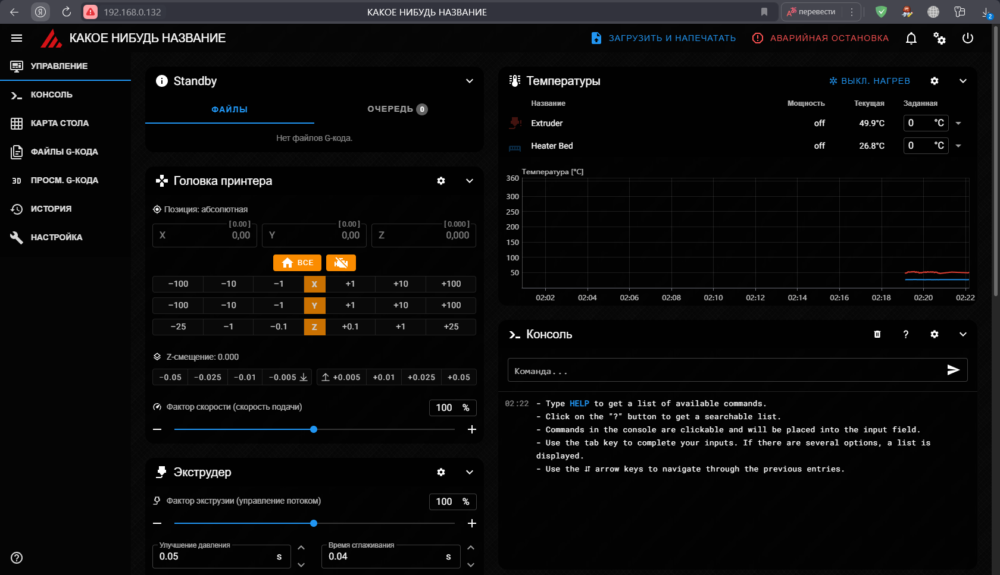 Я
192.168.0.132
КАКОЕ НИБУДЬ НАЗВАНИЕ
перевести
2
КАКОЕ НИБУДЬ НАЗВАНИЕ
ЗАГРУЗИТЬ И НАПЕЧАТАТЬ
АВАРИЙНАЯ ОСТАНОВКА
УПРАВЛЕНИЕ
КОНСОЛЬ
КАРТА СТОЛА
ФАЙЛЫ G-КОДА
3D ПРОСМ. G-КОДА
ИСТОРИЯ
НАСТРОЙКА
Standby
ФАЙЛЫ ОЧЕРЕДЬ 0
Нет файлов G-кода.
Головка принтера
Позиция: абсолютная
[ 0.00 ] [ 0.00 ] [ 0.000 ]
X 0,00 Y 0,00 Z 0,000
ВСЕ
−100 −10 −1 X +1 +10 +100
−100 −10 −1 Y +1 +10 +100
−25 −1 −0.1 Z +0.1 +1 +25
Z-смещение: 0.000
−0.05 −0.025 −0.01 −0.005 +0.005 +0.01 +0.025 +0.05
Фактор скорости (скорость подачи) 100 %
Экструдер
Фактор экструзии (управление потоком) 100 %
Улучшение давления Время сглаживания
0.05 s 0.04 s
Температуры ВЫКЛ. НАГРЕВ
Название Мощность Текущая Заданная
Extruder off 49.9°C 0 °C
Heater Bed off 26.8°C 0 °C
Температура [°C]
360
300
250
200
150
100
50
02:02 02:04 02:06 02:08 02:10 02:12 02:14 02:16 02:18 02:20 02:22
Консоль ?
Команда...
02:22 - Type HELP to get a list of available commands.
- Click on the "?" button to get a searchable list.
- Commands in the console are clickable and will be placed into the input field.
- Use the tab key to complete your inputs. If there are several options, a list is
displayed.
- Use the ⇵ arrow keys to navigate through the previous entries.